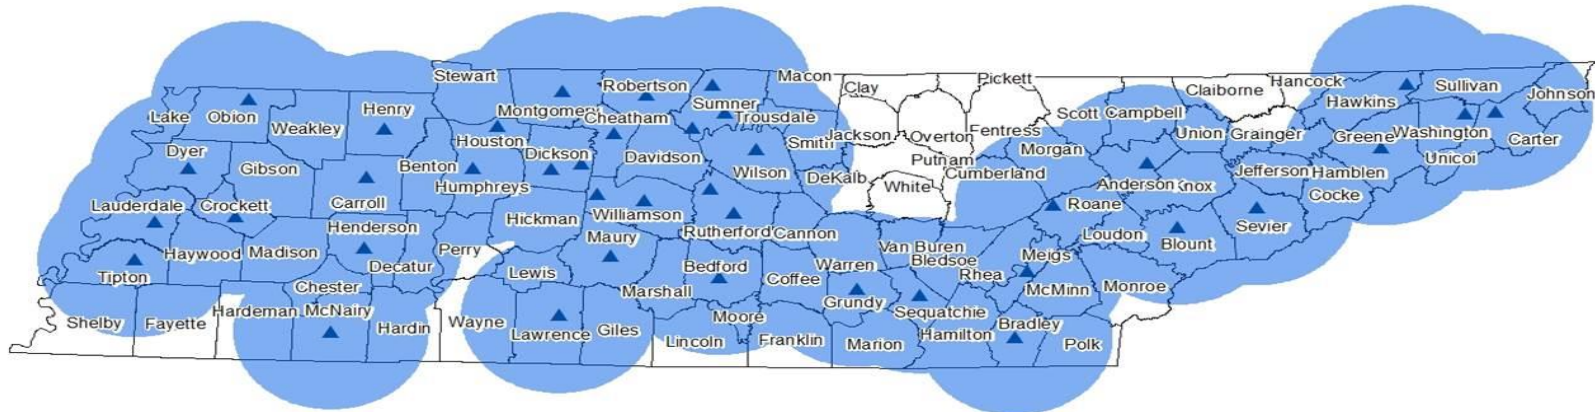 Stewart
Macon
Pickett
Clay
Hancock
Robertson
Claiborne
Sullivan
Johnson
Lake
Obion
Henry
Montgomery
Sumner
Hawkins
Weakley
Cheatham
Trousdale
Scott
Campbell
Jackson
Overton
Fentress
Union
Grainger
Greene
Washington
Carter
Houston
Smith
Dyer
Dickson
Davidson
Morgan
Benton
Putnam
Unicoi
Gibson
Wilson
Cumberland
Jefferson
Hamblen
DeKalb
Humphreys
White
Anderson
Knox
Cocke
Lauderdale
Crockett
Carroll
Roane
Hickman
Williamson
Sevier
Henderson
Rutherford
Cannon
Loudon
Blount
Maury
Haywood
Madison
Perry
Van Buren
Meigs
Bledsoe
Decatur
Lewis
Bedford
Warren
Rhea
Tipton
Coffee
Chester
Marshall
McMinn
Monroe
Grundy
Hardeman
McNairy
Sequatchie
Moore
Shelby
Fayette
Hardin
Wayne
Lawrence
Giles
Bradley
Hamilton
Lincoln
Franklin
Marion
Polk